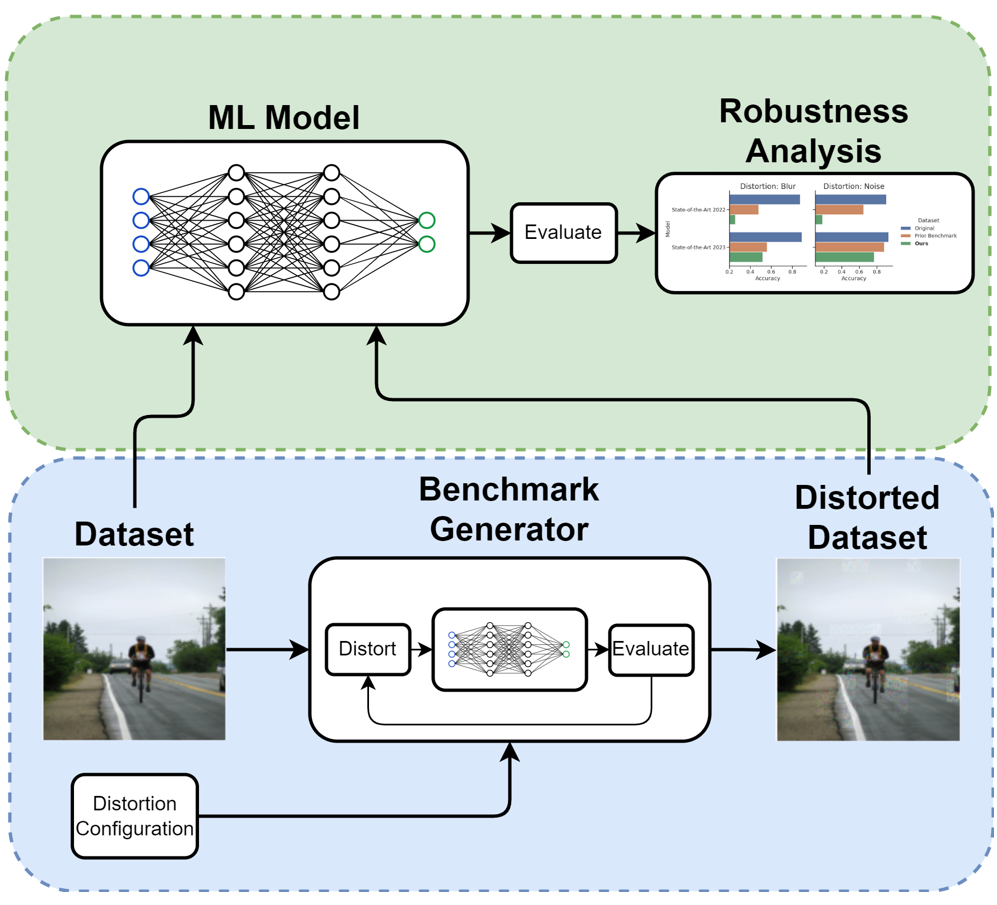 ML Model
Robustness
Analysis
Evaluate
Distortion: Blur
Distortion: Noise
Model
State-of-the-Art 2022
State-of-the-Art 2023
0.2 0.4 0.6 0.8
Accuracy
0.2 0.4 0.6 0.8
Accuracy
Dataset
Original
Prior Benchmark
Ours
Dataset
Benchmark
Generator
Distorted
Dataset
Distort
Evaluate
Distortion
Configuration